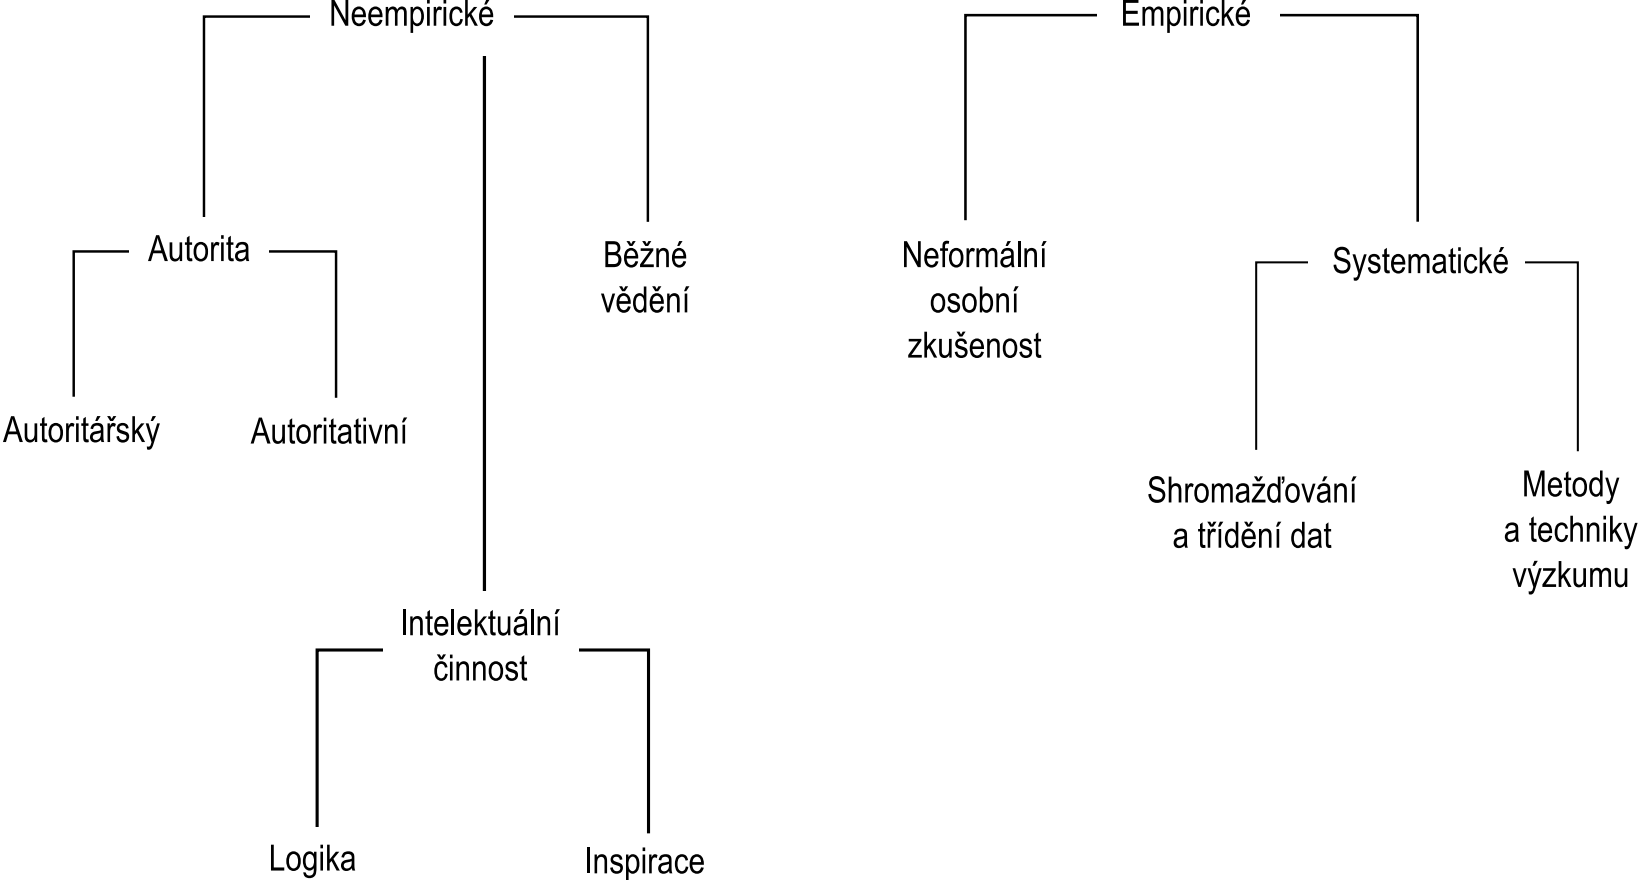 Neempirické
Empirické
Autorita
Běžné
vědění
Neformální
osobní
zkušenost
Systematické
Autoritářský
Autoritativní
Shromažďování
a třídění dat
Metody
a techniky
výzkumu
Intelektuální
činnost
Logika
Inspirace